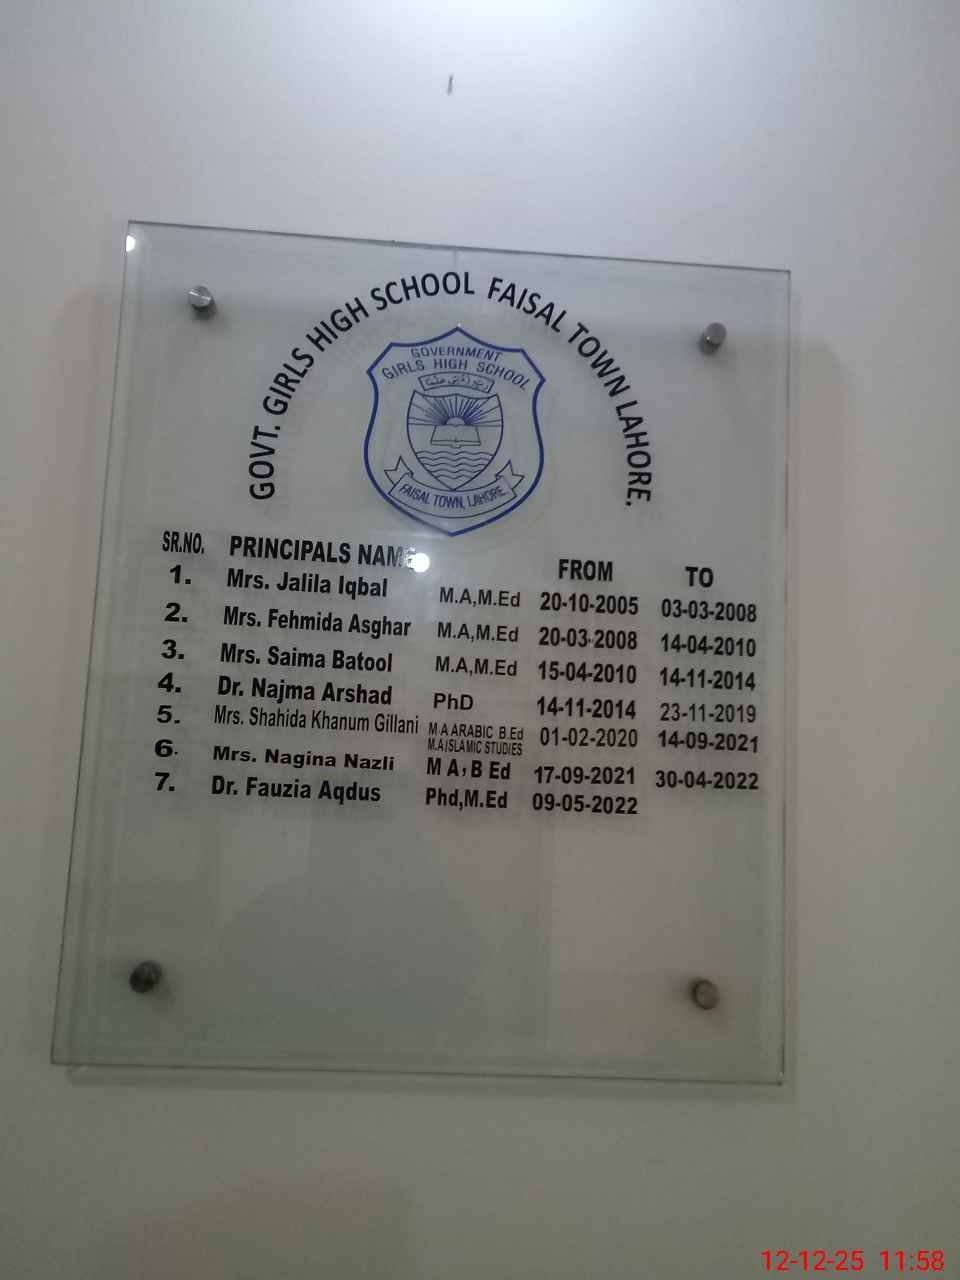 GOVT. GIRLS HIGH SCHOOL FAISAL TOWN LAHORE.
GOVERNMENT
GIRLS HIGH SCHOOL
FAISAL TOWN, LAHORE
SR.NO. PRINCIPALS NAME FROM TO
1. Mrs. Jalila Iqbal M.A,M.Ed 20-10-2005 03-03-2008
2. Mrs. Fehmida Asghar M.A,M.Ed 20-03-2008 14-04-2010
3. Mrs. Saima Batool M.A,M.Ed 15-04-2010 14-11-2014
4. Dr. Najma Arshad PhD 14-11-2014 23-11-2019
5. Mrs. Shahida Khanum Gillani M A ARABIC B.Ed M.A ISLAMIC STUDIES 01-02-2020 14-09-2021
6. Mrs. Nagina Nazli M A, B Ed 17-09-2021 30-04-2022
7. Dr. Fauzia Aqdus Phd,M.Ed 09-05-2022
12-12-25 11:58